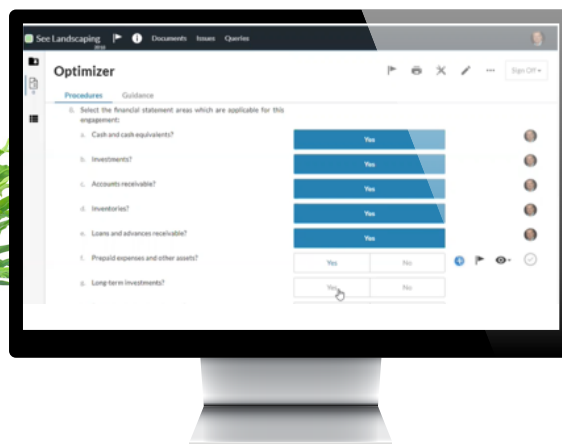 See Landscaping
2016
Documents Issues Queries
Optimizer
Sign Off
Procedures Guidance
6. Select the financial statement areas which are applicable for this
engagement:
a. Cash and cash equivalents?
Yes
b. Investments?
Yes
c. Accounts receivable?
Yes
d. Inventories?
Yes
e. Loans and advances receivable?
Yes
f. Prepaid expenses and other assets?
Yes No
g. Long-term investments?
Yes No